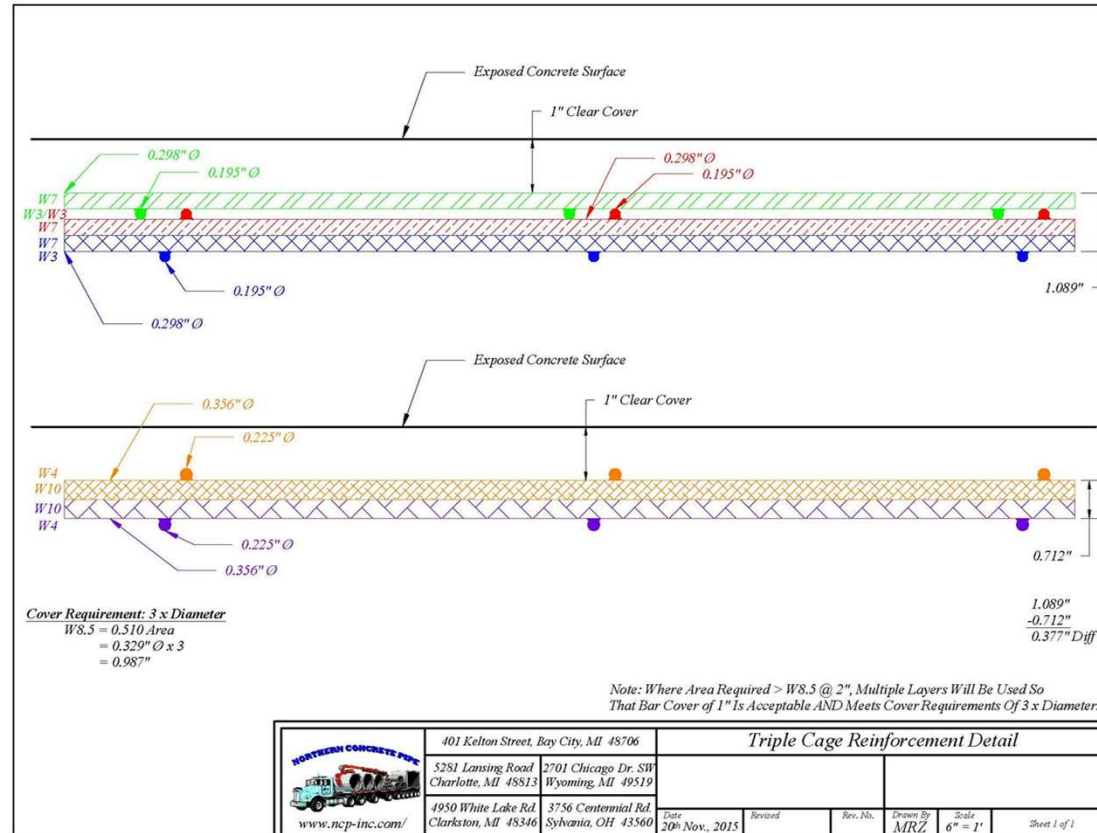 Exposed Concrete Surface
1" Clear Cover
0.298" Ø
0.195" Ø
0.298" Ø
0.195" Ø
W7
W3/W3
W7
W7
W3
0.195" Ø
0.298" Ø
1.089"
Exposed Concrete Surface
1" Clear Cover
0.356" Ø
0.225" Ø
W4
W10
W10
W4
0.225" Ø
0.356" Ø
0.712"
Cover Requirement: 3 x Diameter
W8.5 = 0.510 Area
= 0.329" Ø x 3
= 0.987"
1.089"
-0.712"
0.377" Diff
Note: Where Area Required > W8.5 @ 2", Multiple Layers Will Be Used So
That Bar Cover of 1" Is Acceptable AND Meets Cover Requirements Of 3 x Diameter.
NORTHERN CONCRETE PIPE
www.ncp-inc.com/
401 Kelton Street, Bay City, MI 48706
5281 Lansing Road
Charlotte, MI 48813
2701 Chicago Dr. SW
Wyoming, MI 49519
4950 White Lake Rd.
Clarkston, MI 48346
3756 Centennial Rd.
Sylvania, OH 43560
Triple Cage Reinforcement Detail
Date
20th Nov., 2015
Revised
Rev. No.
Drawn By
MRZ
Scale
6" = 1'
Sheet 1 of 1